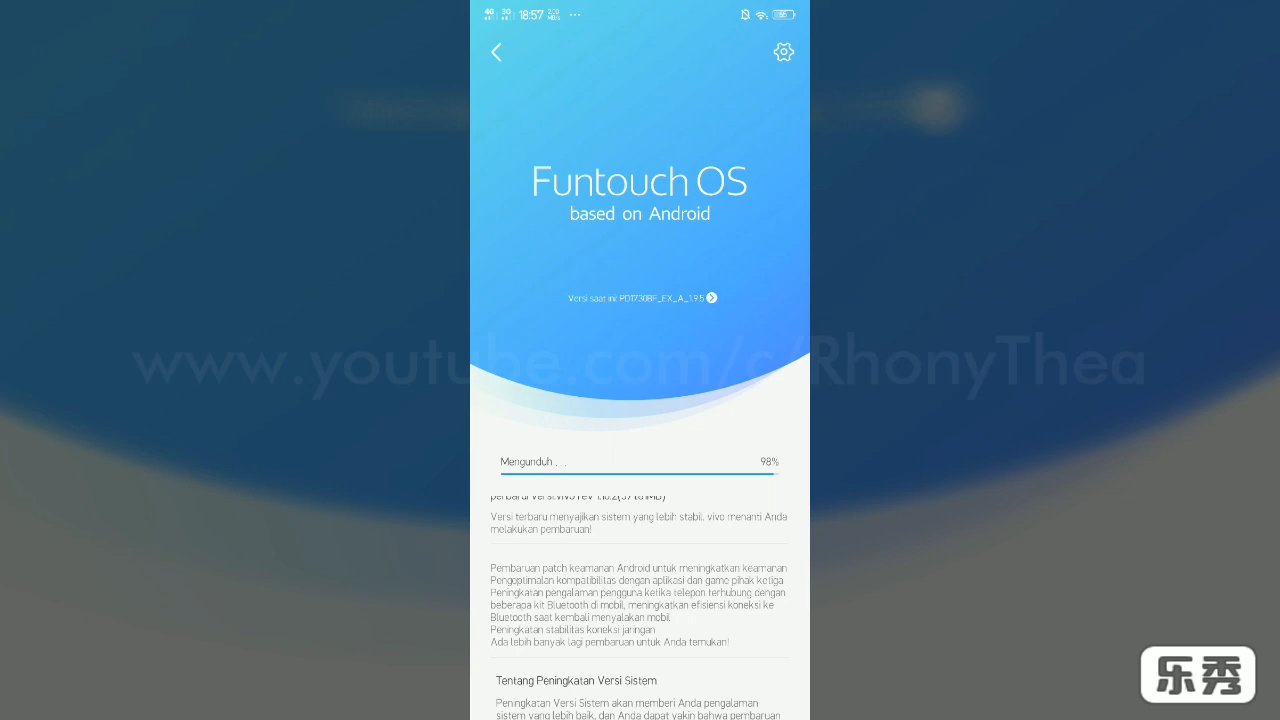 4G 3G 18:57 ...
Funtouch OS
based on Android
Versi saat ini: PD1730BF_EX_A_1.9.5
www.youtube.com/c/RhonyThea
Mengunduh . . . 98%
Versi terbaru menyajikan sistem yang lebih stabil, vivo menanti Anda
melakukan pembaruan!
Pembaruan patch keamanan Android untuk meningkatkan keamanan
Pengoptimalan kompatibilitas dengan aplikasi dan game pihak ketiga
Peningkatan pengalaman pengguna ketika telepon terhubung dengan
beberapa kit Bluetooth di mobil, meningkatkan efisiensi koneksi ke
Bluetooth saat kembali menyalakan mobil
Peningkatan stabilitas koneksi jaringan
Ada lebih banyak lagi pembaruan untuk Anda temukan!
Tentang Peningkatan Versi Sistem
Peningkatan Versi Sistem akan memberi Anda pengalaman
sistem yang lebih baik, dan Anda dapat yakin bahwa pembaruan
乐秀